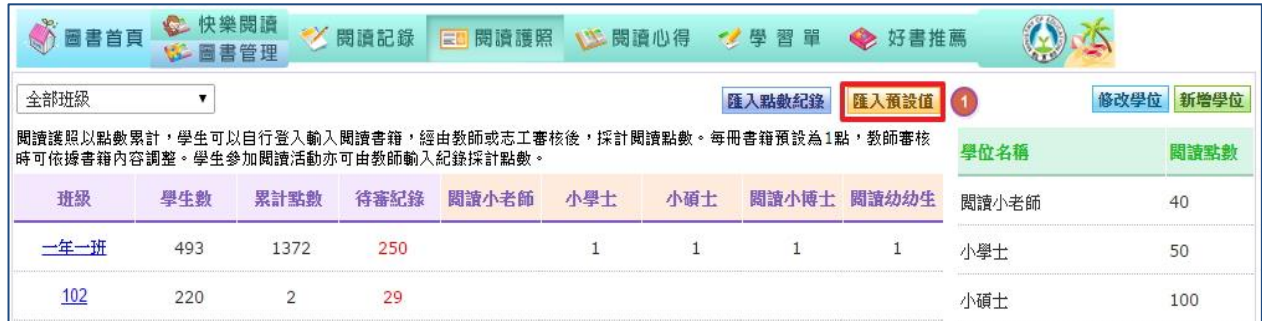 圖書首頁 快樂閱讀 圖書管理 閱讀記錄 閱讀護照 閱讀心得 學習單 好書推薦
全部班級 匯入點數紀錄 匯入預設值 1 修改學位 新增學位
閱讀護照以點數累計，學生可以自行登入輸入閱讀書籍，經由教師或志工審核後，採計閱讀點數。每冊書籍預設為1點，教師審核
時可依據書籍內容調整。學生參加閱讀活動亦可由教師輸入紀錄採計點數。
班級 學生數 累計點數 待審紀錄 閱讀小老師 小學士 小碩士 閱讀小博士 閱讀幼幼生
一年一班 493 1372 250 1 1 1 1
102 220 2 29
學位名稱 閱讀點數
閱讀小老師 40
小學士 50
小碩士 100